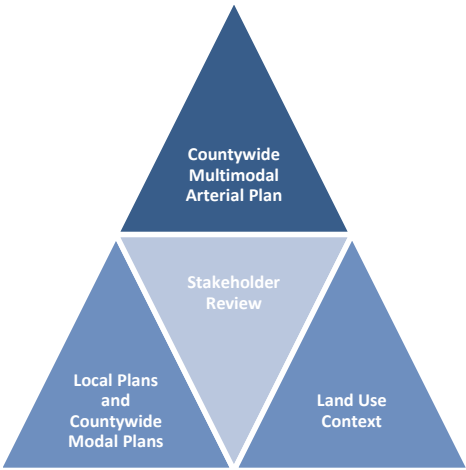 Countywide
Multimodal
Arterial Plan
Stakeholder
Review
Local Plans
and
Countywide
Modal Plans
Land Use
Context